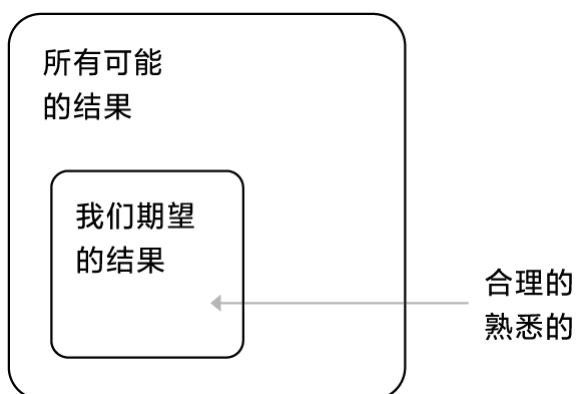 所有可能
的结果
我们期望
的结果
合理的
熟悉的